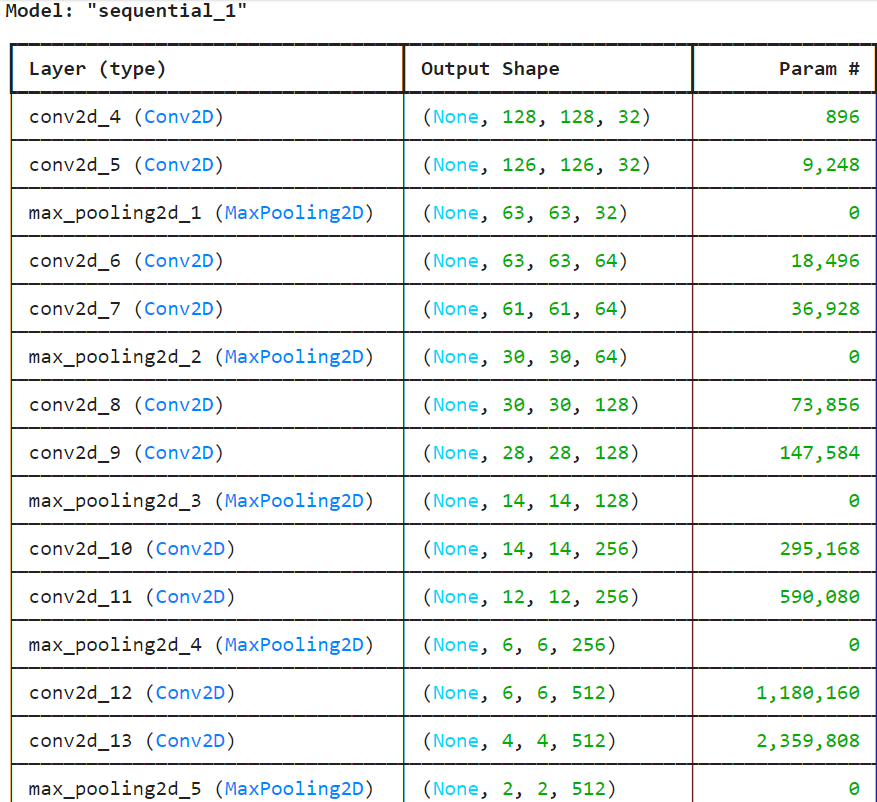 Model: "sequential_1"
Layer (type) Output Shape Param #
conv2d_4 (Conv2D) (None, 128, 128, 32) 896
conv2d_5 (Conv2D) (None, 126, 126, 32) 9,248
max_pooling2d_1 (MaxPooling2D) (None, 63, 63, 32) 0
conv2d_6 (Conv2D) (None, 63, 63, 64) 18,496
conv2d_7 (Conv2D) (None, 61, 61, 64) 36,928
max_pooling2d_2 (MaxPooling2D) (None, 30, 30, 64) 0
conv2d_8 (Conv2D) (None, 30, 30, 128) 73,856
conv2d_9 (Conv2D) (None, 28, 28, 128) 147,584
max_pooling2d_3 (MaxPooling2D) (None, 14, 14, 128) 0
conv2d_10 (Conv2D) (None, 14, 14, 256) 295,168
conv2d_11 (Conv2D) (None, 12, 12, 256) 590,080
max_pooling2d_4 (MaxPooling2D) (None, 6, 6, 256) 0
conv2d_12 (Conv2D) (None, 6, 6, 512) 1,180,160
conv2d_13 (Conv2D) (None, 4, 4, 512) 2,359,808
max_pooling2d_5 (MaxPooling2D) (None, 2, 2, 512) 0